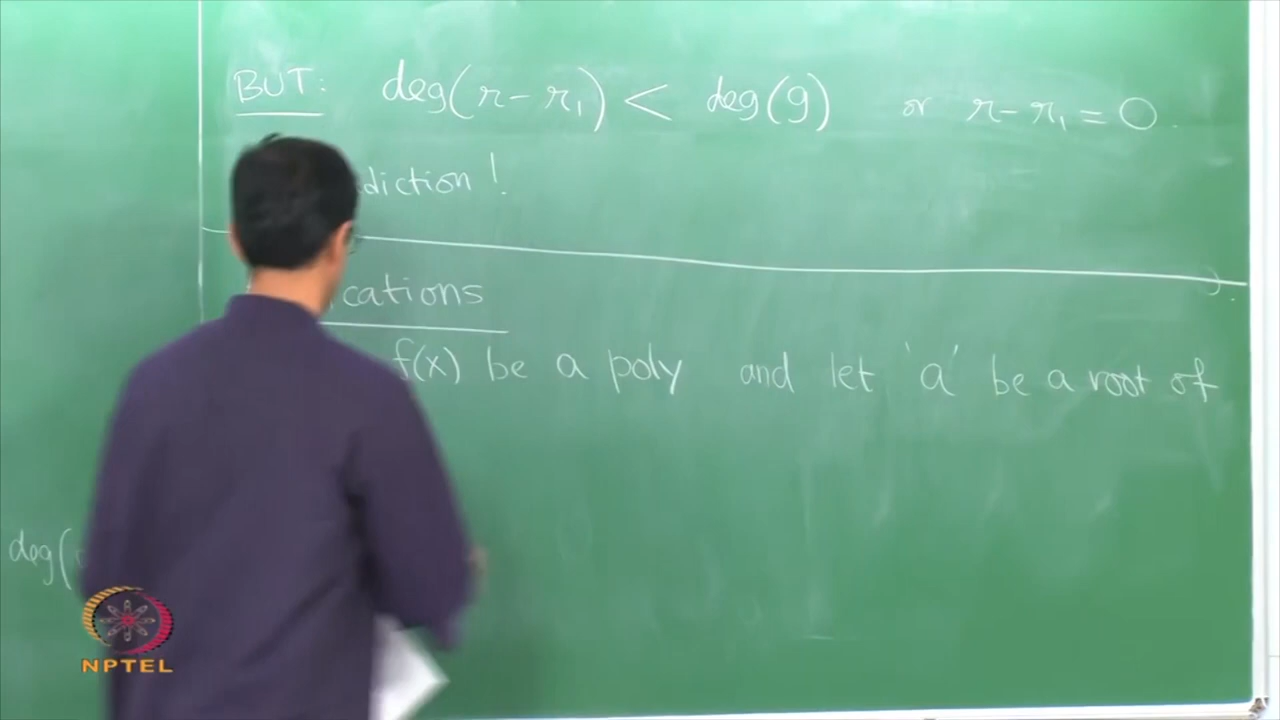 BUT: deg(r - r₁) < deg(g) or r - r₁ = 0.
diction!
cations
f(x) be a poly and let 'a' be a root of
deg(
NPTEL